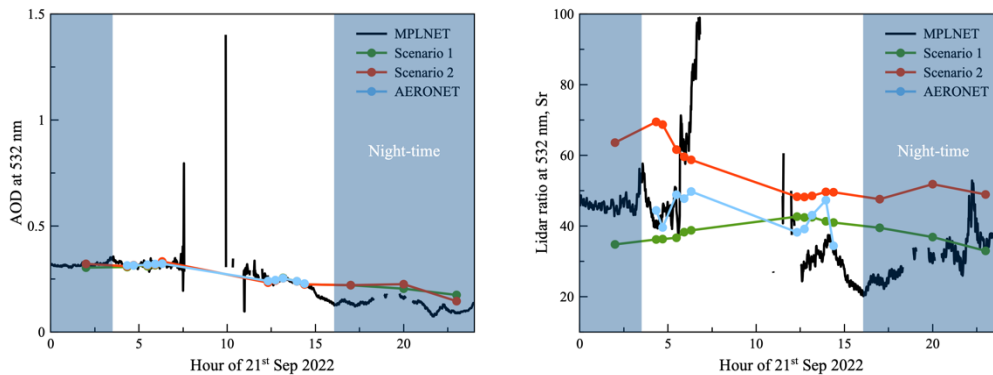 1.5
1
0.5
0
AOD at 532 nm
0
5
10
15
20
Hour of 21st Sep 2022
MPLNET
Scenario 1
Scenario 2
AERONET
Night-time
100
80
60
40
20
Lidar ratio at 532 nm, Sr
0
5
10
15
20
Hour of 21st Sep 2022
MPLNET
Scenario 1
Scenario 2
AERONET
Night-time